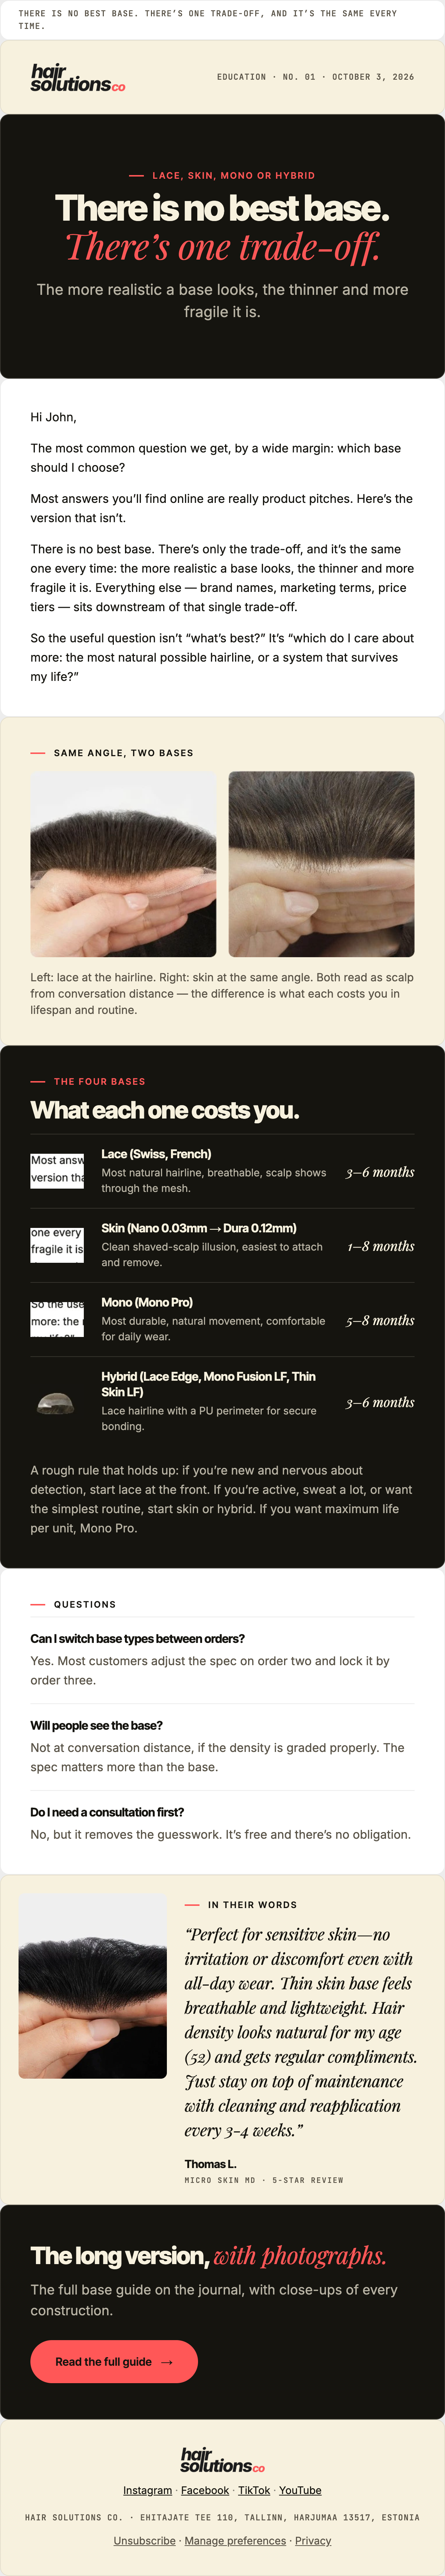 THERE IS NO BEST BASE. THERE’S ONE TRADE-OFF, AND IT’S THE SAME EVERY
TIME.
hair
solutions co
EDUCATION · NO. 01 · OCTOBER 3, 2026
LACE, SKIN, MONO OR HYBRID
There is no best base.
There’s one trade-off.
The more realistic a base looks, the thinner and more
fragile it is.
Hi John,
The most common question we get, by a wide margin: which base
should I choose?
Most answers you’ll find online are really product pitches. Here’s the
version that isn’t.
There is no best base. There’s only the trade-off, and it’s the same
one every time: the more realistic a base looks, the thinner and more
fragile it is. Everything else — brand names, marketing terms, price
tiers — sits downstream of that single trade-off.
So the useful question isn’t “what’s best?” It’s “which do I care about
more: the most natural possible hairline, or a system that survives
my life?”
SAME ANGLE, TWO BASES
Left: lace at the hairline. Right: skin at the same angle. Both read as scalp
from conversation distance — the difference is what each costs you in
lifespan and routine.
THE FOUR BASES
What each one costs you.
Most answ
version tha
Lace (Swiss, French)
Most natural hairline, breathable, scalp shows
through the mesh.
3–6 months
one every
fragile it is
Skin (Nano 0.03mm → Dura 0.12mm)
Clean shaved-scalp illusion, easiest to attach
and remove.
1–8 months
So the use
more: the
Mono (Mono Pro)
Most durable, natural movement, comfortable
for daily wear.
5–8 months
Hybrid (Lace Edge, Mono Fusion LF, Thin
Skin LF)
Lace hairline with a PU perimeter for secure
bonding.
3–6 months
A rough rule that holds up: if you’re new and nervous about
detection, start lace at the front. If you’re active, sweat a lot, or want
the simplest routine, start skin or hybrid. If you want maximum life
per unit, Mono Pro.
QUESTIONS
Can I switch base types between orders?
Yes. Most customers adjust the spec on order two and lock it by
order three.
Will people see the base?
Not at conversation distance, if the density is graded properly. The
spec matters more than the base.
Do I need a consultation first?
No, but it removes the guesswork. It’s free and there’s no obligation.
IN THEIR WORDS
“Perfect for sensitive skin—no
irritation or discomfort even with
all-day wear. Thin skin base feels
breathable and lightweight. Hair
density looks natural for my age
(52) and gets regular compliments.
Just stay on top of maintenance
with cleaning and reapplication
every 3-4 weeks.”
Thomas L.
MICRO SKIN MD · 5-STAR REVIEW
The long version, with photographs.
The full base guide on the journal, with close-ups of every
construction.
Read the full guide →
hair
solutions co
Instagram · Facebook · TikTok · YouTube
HAIR SOLUTIONS CO. · EHITAJATE TEE 110, TALLINN, HARJUMAA 13517, ESTONIA
Unsubscribe · Manage preferences · Privacy